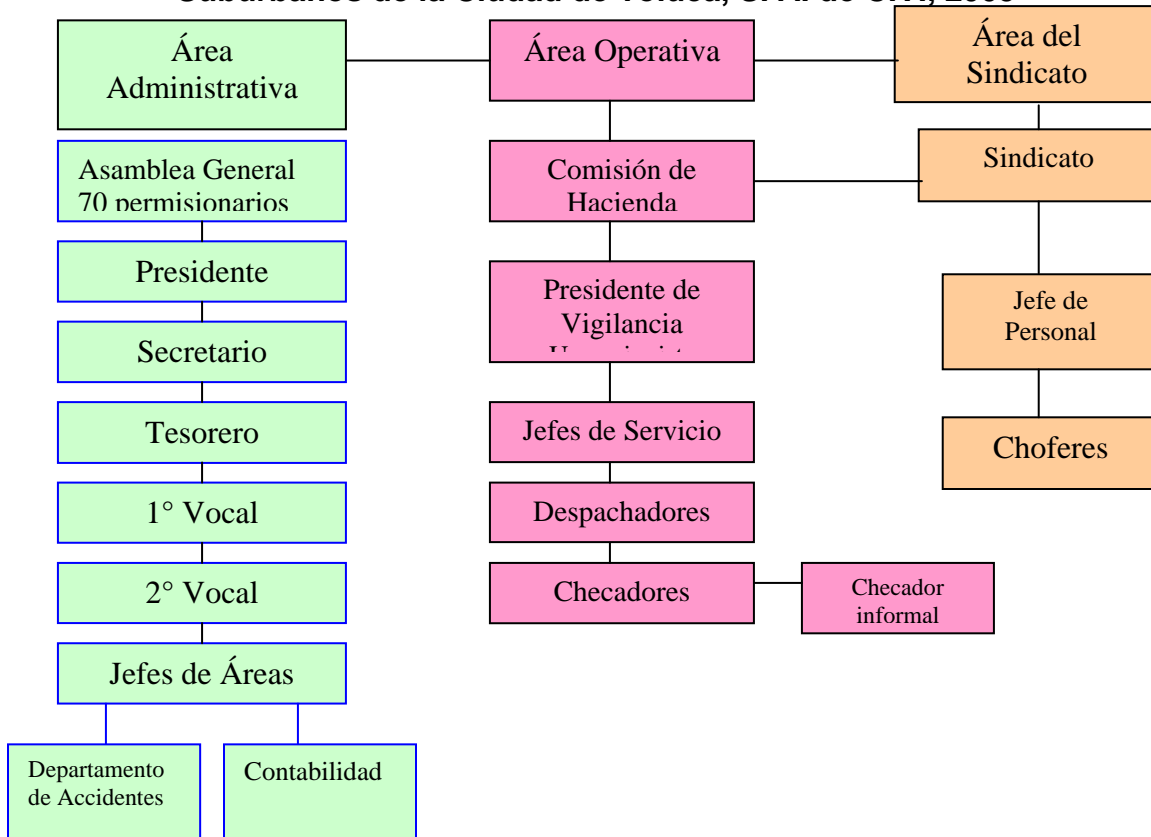 Área
Administrativa
Área Operativa
Área del
Sindicato
Asamblea General
70 permisionarios
Presidente
Secretario
Tesorero
1° Vocal
2° Vocal
Jefes de Áreas
Departamento
de Accidentes
Contabilidad
Comisión de
Hacienda
Presidente de
Vigilancia
Jefes de Servicio
Despachadores
Checadores
Checador
informal
Sindicato
Jefe de
Personal
Choferes